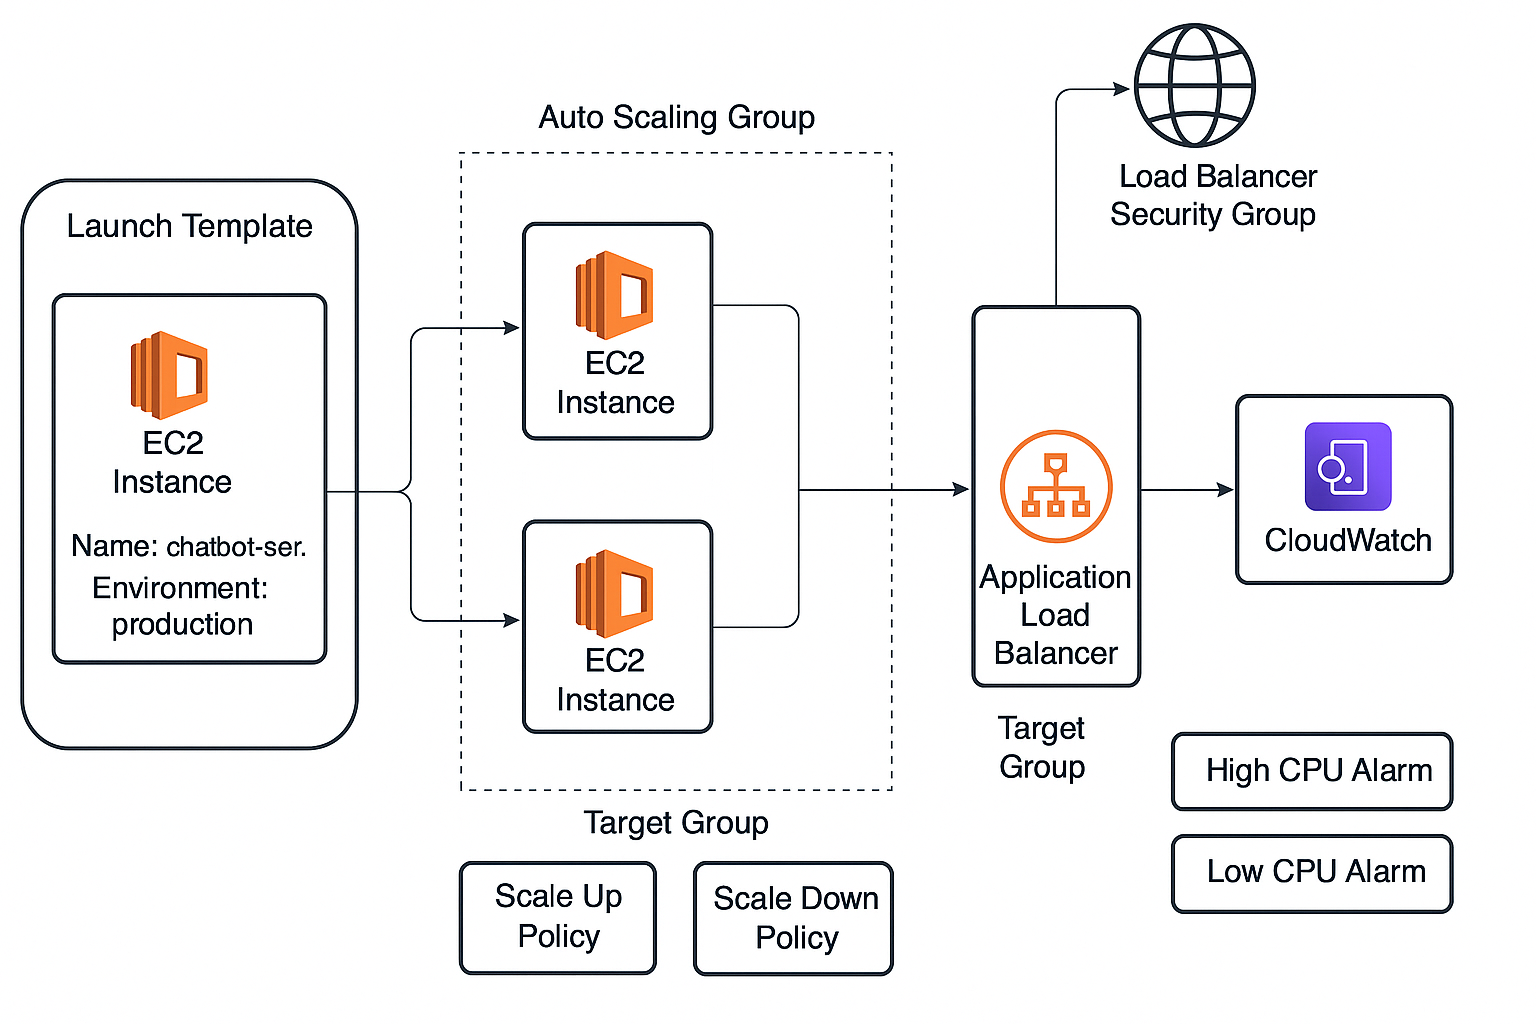 Launch Template
EC2
Instance
Name: chatbot-ser.
Environment:
production
Auto Scaling Group
EC2
Instance
EC2
Instance
Target Group
Scale Up
Policy
Scale Down
Policy
Load Balancer
Security Group
Application
Load
Balancer
Target
Group
CloudWatch
High CPU Alarm
Low CPU Alarm